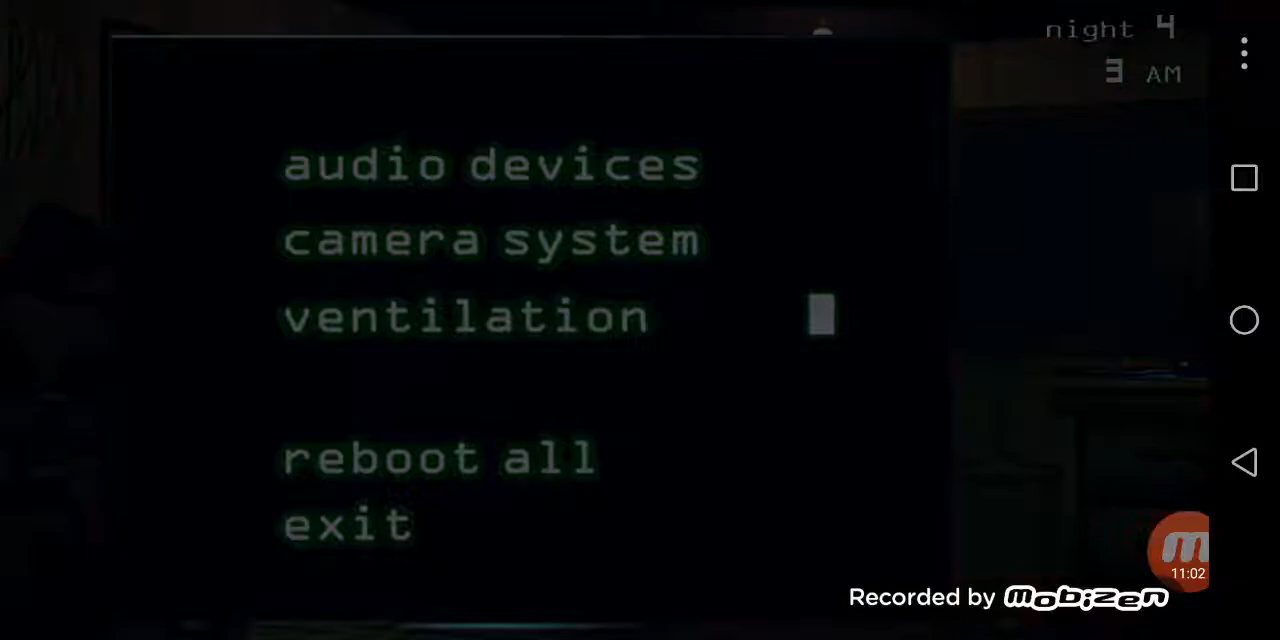 night 4
3 AM
audio devices
camera system
ventilation
reboot all
exit
11:02
Recorded by mobizen